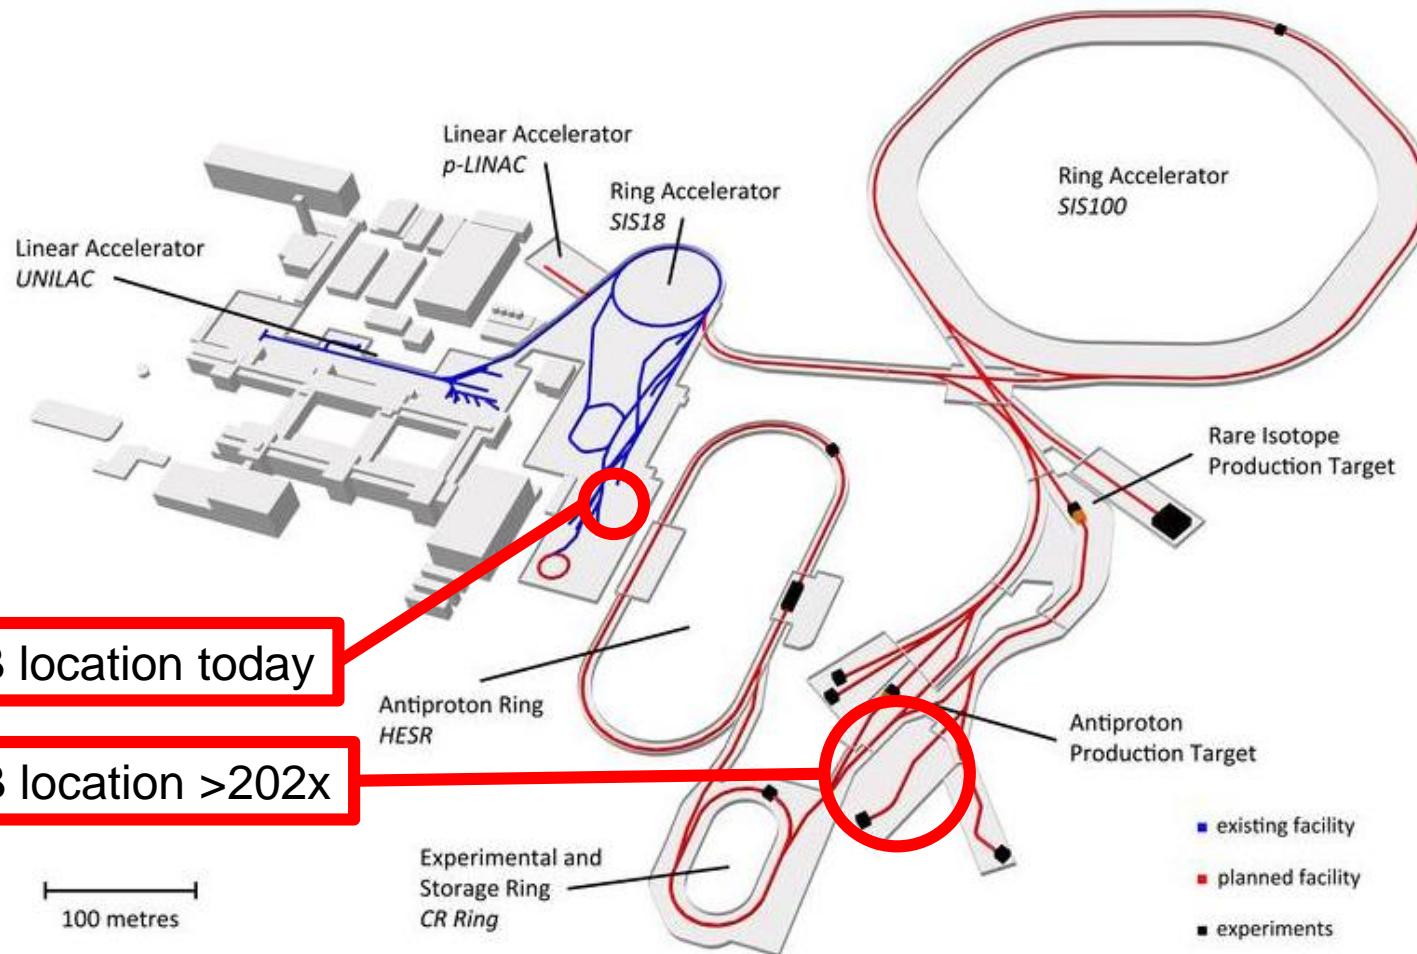 Linear Accelerator
p-LINAC
Ring Accelerator
SIS18
Ring Accelerator
SIS100
Linear Accelerator
UNILAC
Rare Isotope
Production Target
B location today
Antiproton Ring
HESR
Antiproton
Production Target
B location >202x
existing facility
Experimental and
Storage Ring
CR Ring
planned facility
100 metres
experiments